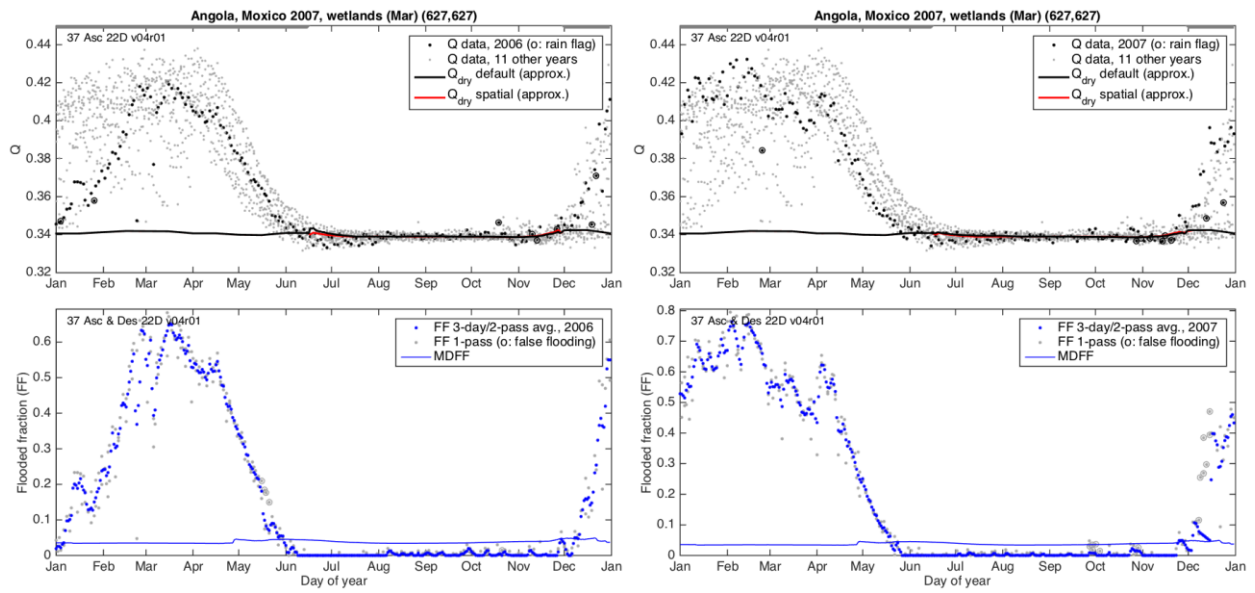 Angola, Moxico 2007, wetlands (Mar) (627,627)
37 Asc 22D v04r01
Q data, 2006 (o: rain flag)
Q data, 11 other years
Qdry default (approx.)
Qdry spatial (approx.)
0.44
0.42
0.4
0.38
0.36
0.34
0.32
Q
Jan Feb Mar Apr May Jun Jul Aug Sep Oct Nov Dec Jan
37 Asc & Des 22D v04r01
FF 3-day/2-pass avg., 2006
FF 1-pass (o: false flooding)
MDFF
0.6
0.5
0.4
0.3
0.2
0.1
0
Flooded fraction (FF)
Jan Feb Mar Apr May Jun Jul Aug Sep Oct Nov Dec Jan
Day of year
Angola, Moxico 2007, wetlands (Mar) (627,627)
37 Asc 22D v04r01
Q data, 2007 (o: rain flag)
Q data, 11 other years
Qdry default (approx.)
Qdry spatial (approx.)
0.44
0.42
0.4
0.38
0.36
0.34
0.32
Q
Jan Feb Mar Apr May Jun Jul Aug Sep Oct Nov Dec Jan
37 Asc & Des 22D v04r01
FF 3-day/2-pass avg., 2007
FF 1-pass (o: false flooding)
MDFF
0.8
0.7
0.6
0.5
0.4
0.3
0.2
0.1
0
Flooded fraction (FF)
Jan Feb Mar Apr May Jun Jul Aug Sep Oct Nov Dec Jan
Day of year